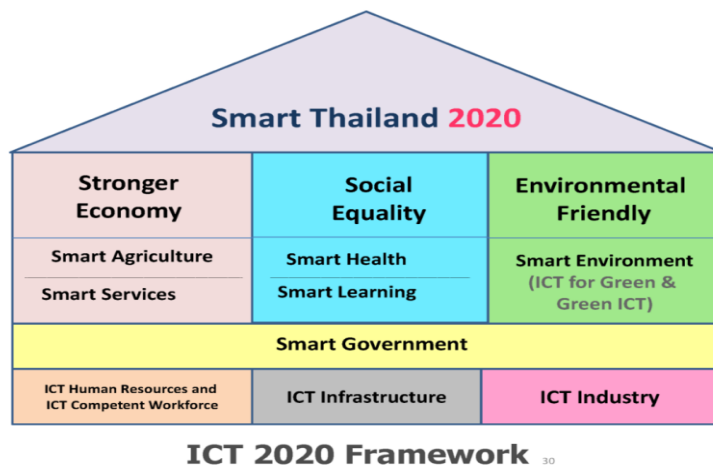 Smart Thailand 2020
Stronger
Economy
Social
Equality
Environmental
Friendly
Smart Agriculture
Smart Services
Smart Health
Smart Learning
Smart Environment
(ICT for Green &
Green ICT)
Smart Government
ICT Human Resources and
ICT Competent Workforce
ICT Infrastructure
ICT Industry
ICT 2020 Framework
30